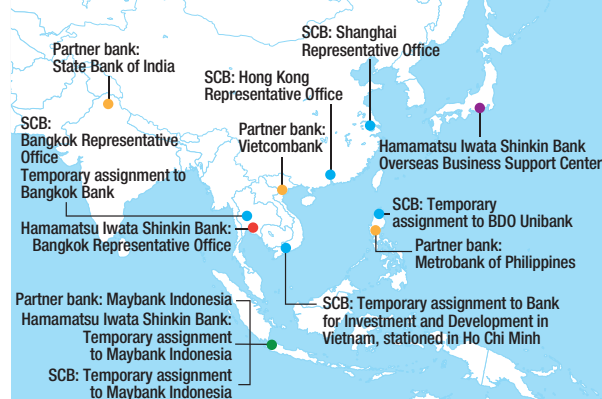 SCB: Shanghai
Representative Office
Partner bank:
State Bank of India
SCB: Hong Kong
Representative Office
SCB:
Bangkok Representative
Office
Temporary assignment to
Bangkok Bank
Partner bank:
Vietcombank
Hamamatsu Iwata Shinkin Bank
Overseas Business Support Center
SCB: Temporary
assignment to BDO Unibank
Hamamatsu Iwata Shinkin Bank:
Bangkok Representative Office
Partner bank:
Metrobank of Philippines
Partner bank: Maybank Indonesia
Hamamatsu Iwata Shinkin Bank:
Temporary assignment
to Maybank Indonesia
SCB: Temporary assignment
to Maybank Indonesia
SCB: Temporary assignment to Bank
for Investment and Development in
Vietnam, stationed in Ho Chi Minh